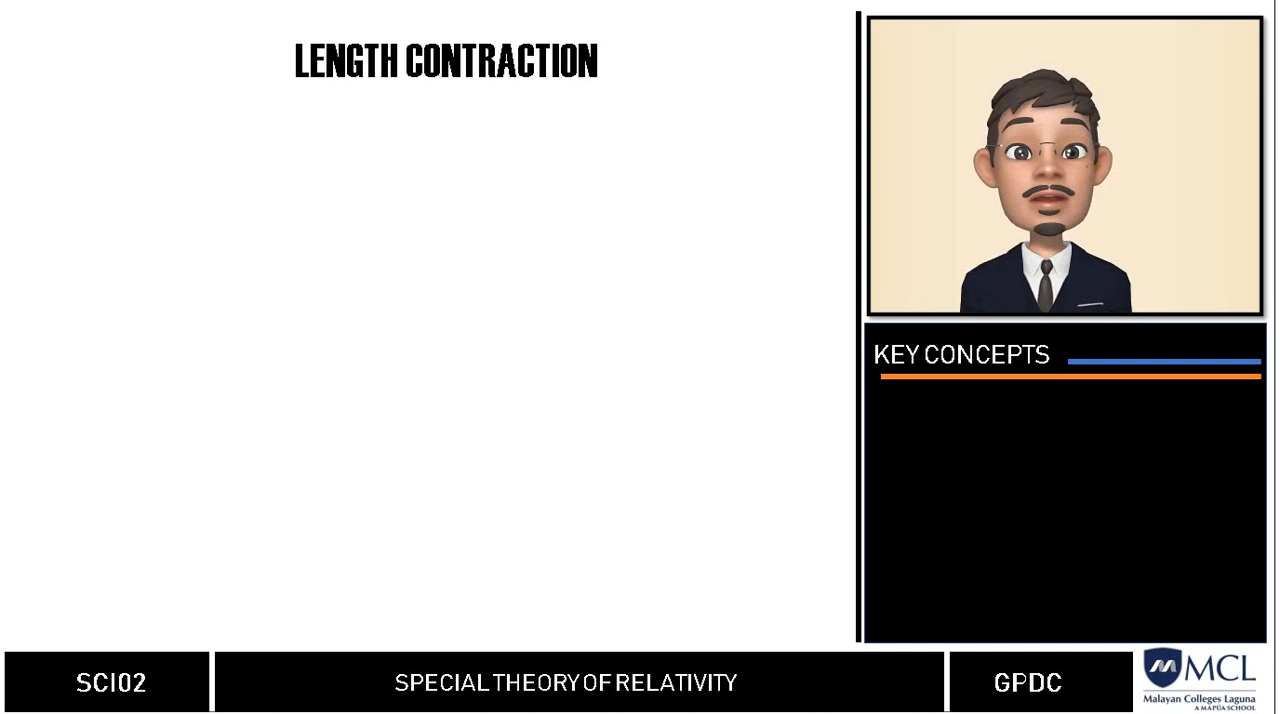 LENGTH CONTRACTION
KEY CONCEPTS
SCI02
SPECIAL THEORY OF RELATIVITY
GPDC
MCL
Malayan Colleges Laguna
A MAPÚA SCHOOL